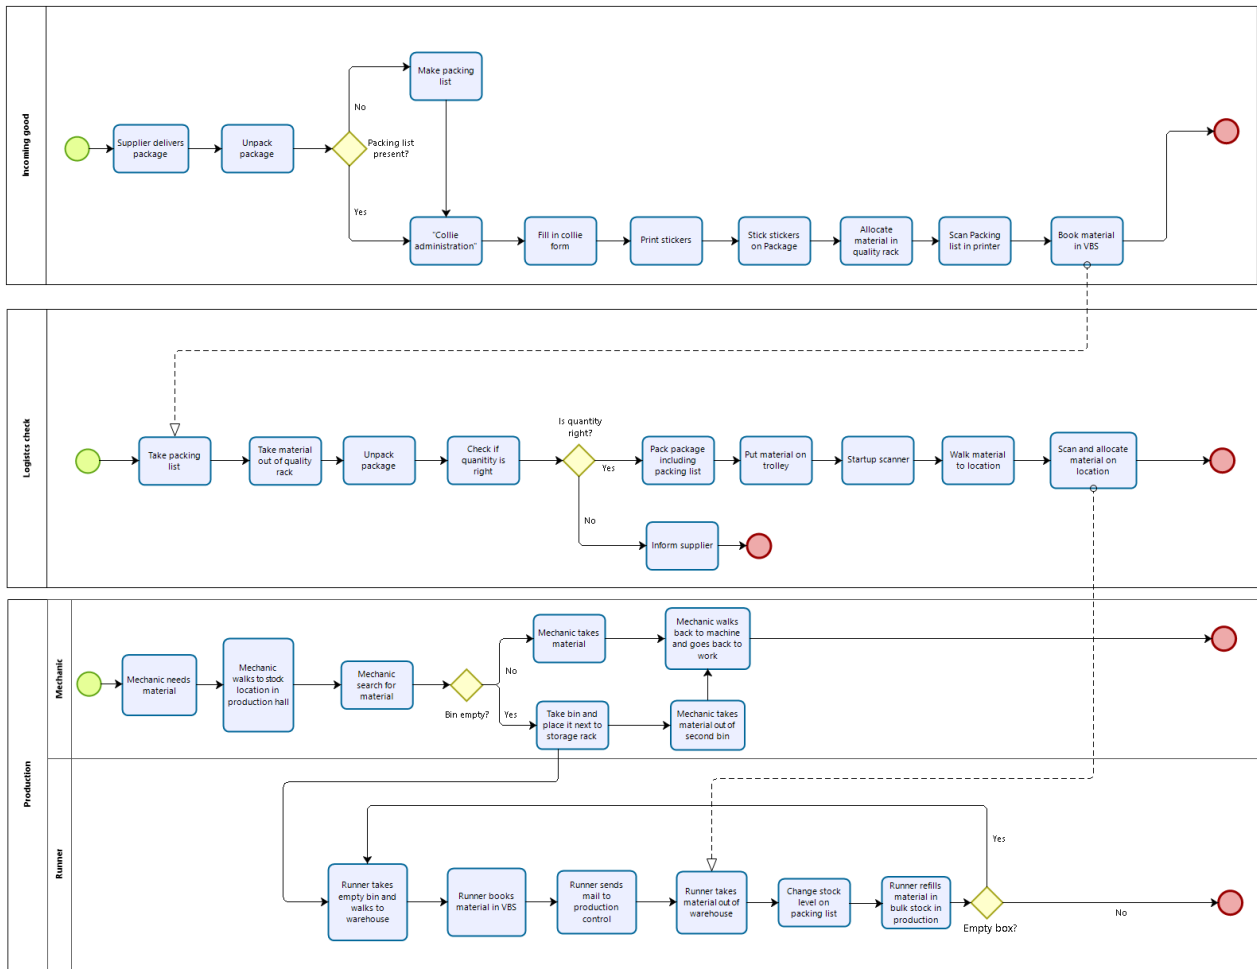 Incoming good
Make packing
list
No
Supplier delivers
package
Unpack
package
Packing list
present?
Yes
"Collie
administration"
Fill in collie
form
Print stickers
Stick stickers
on Package
Allocate
material in
quality rack
Scan Packing
list in printer
Book material
in VBS
Logistcs check
Is quantity
right?
Take packing
list
Take material
out of quality
rack
Unpack
package
Check if
quanitity is
right
Yes
Pack package
including
packing list
Put material on
trolley
Startup scanner
Walk material
to location
Scan and allocate
material on
location
No
Inform supplier
Production
Mechanic
Mechanic needs
material
Mechanic
walks to stock
location in
production hall
Mechanic
search for
material
Bin empty?
No
Mechanic takes
material
Mechanic walks
back to machine
and goes back to
work
Yes
Take bin and
place it next to
storage rack
Mechanic takes
material out of
second bin
Runner
Runner takes
empty bin and
walks to
warehouse
Runner books
material in VBS
Runner sends
mail to
production
control
Runner takes
material out of
warehouse
Change stock
level on
packing list
Runner refills
material in
bulk stock in
production
Yes
Empty box?
No